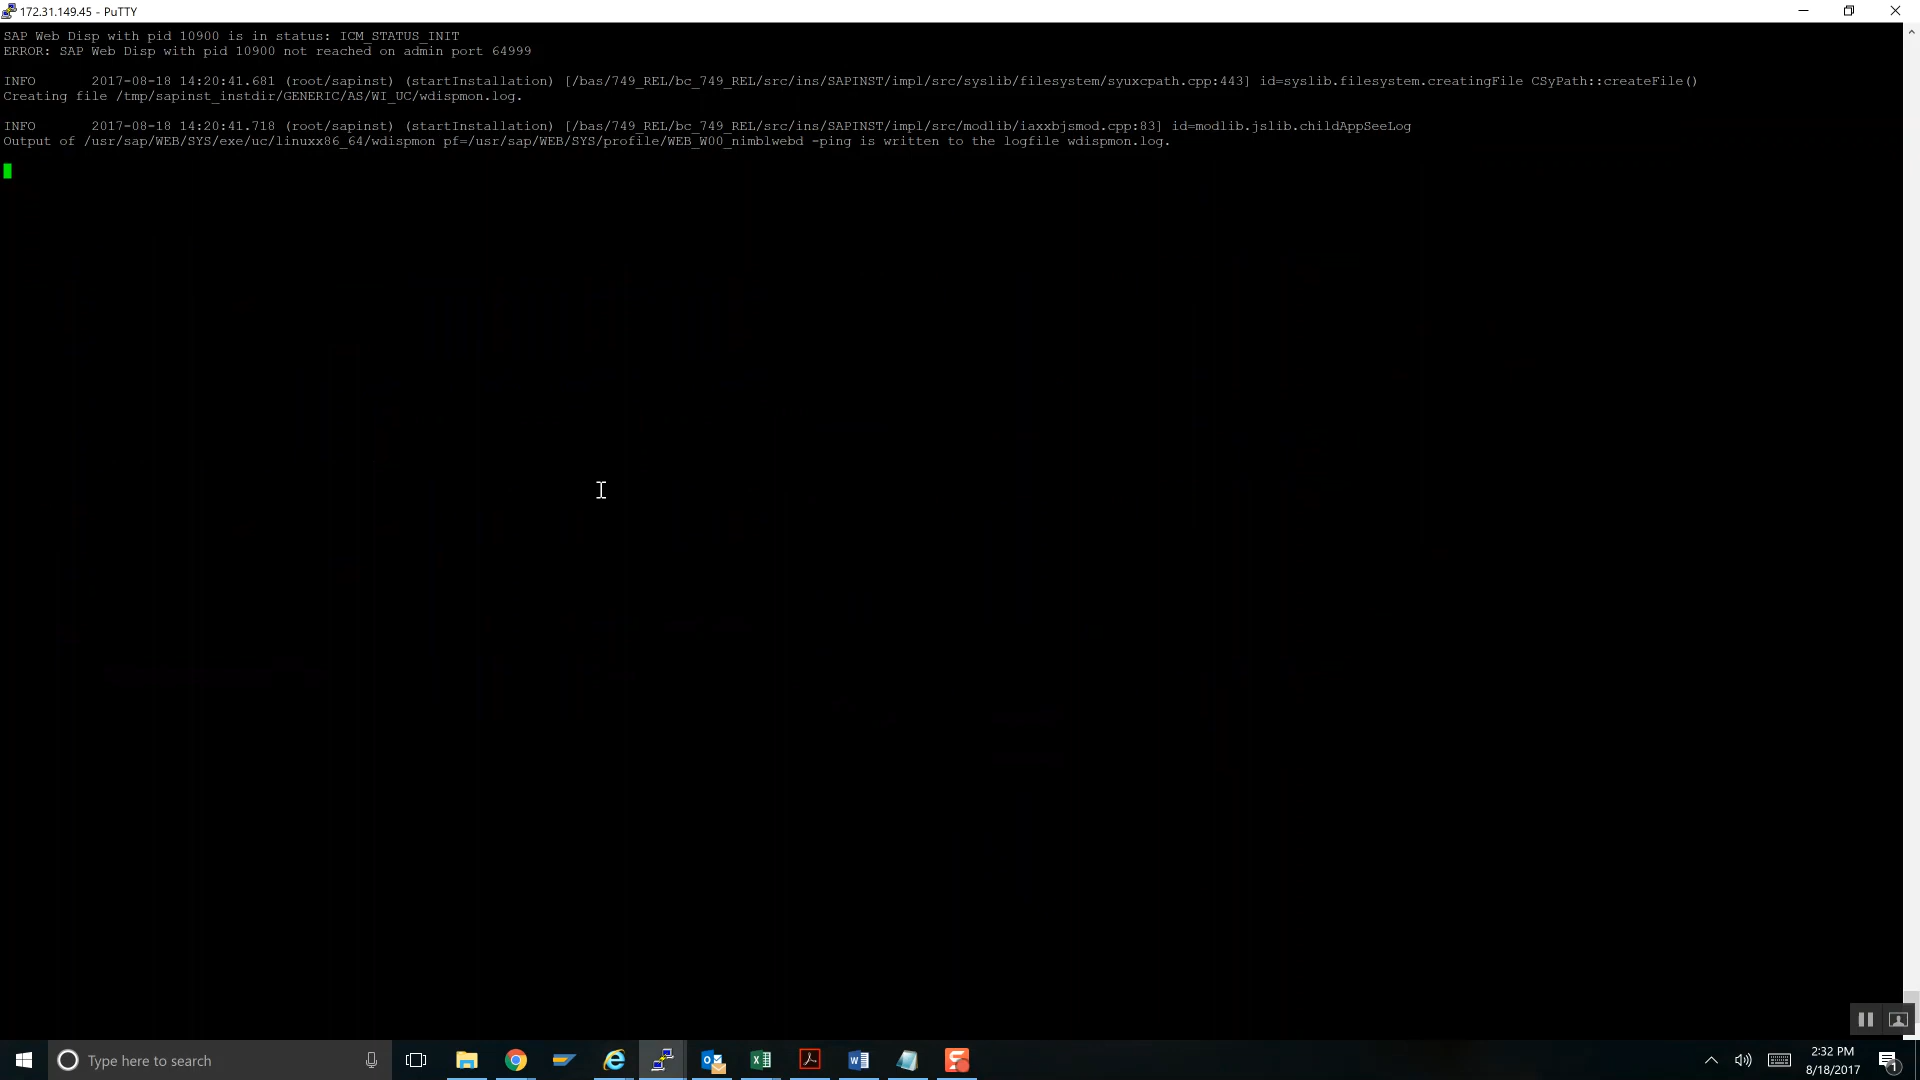 172.31.149.45 - PuTTY
SAP Web Disp with pid 10900 is in status: ICM_STATUS_INIT
ERROR: SAP Web Disp with pid 10900 not reached on admin port 64999
INFO 2017-08-18 14:20:41.681 (root/sapinst) (startInstallation) [/bas/749_REL/bc_749_REL/src/ins/SAPINST/impl/src/syslib/filesystem/syuxcpath.cpp:443] id=syslib.filesystem.creatingFile CSyPath::createFile()
Creating file /tmp/sapinst_instdir/GENERIC/AS/WI_UC/wdispmon.log.
INFO 2017-08-18 14:20:41.718 (root/sapinst) (startInstallation) [/bas/749_REL/bc_749_REL/src/ins/SAPINST/impl/src/modlib/iaxxbjsmod.cpp:83] id=modlib.jslib.childAppSeeLog
Output of /usr/sap/WEB/SYS/exe/uc/linuxx86_64/wdispmon pf=/usr/sap/WEB/SYS/profile/WEB_W00_nimblwebd -ping is written to the logfile wdispmon.log.
Type here to search
2:32 PM
8/18/2017